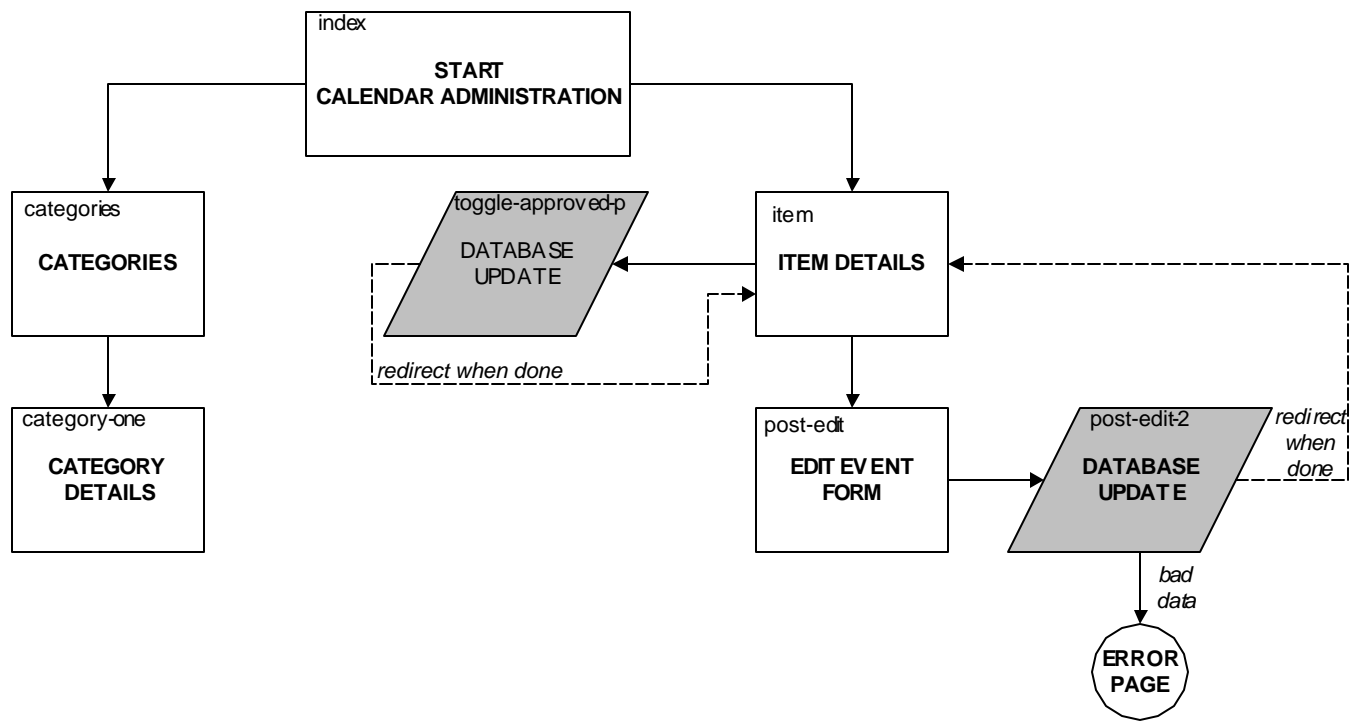 index
START
CALENDAR ADMINISTRATION
categories
CATEGORIES
toggle-approved-p
DATABASE
UPDATE
item
ITEM DETAILS
redirect when done
category-one
CATEGORY
DETAILS
post-edit
EDIT EVENT
FORM
post-edit-2
DATABASE
UPDATE
redirect
when
done
bad
data
ERROR
PAGE